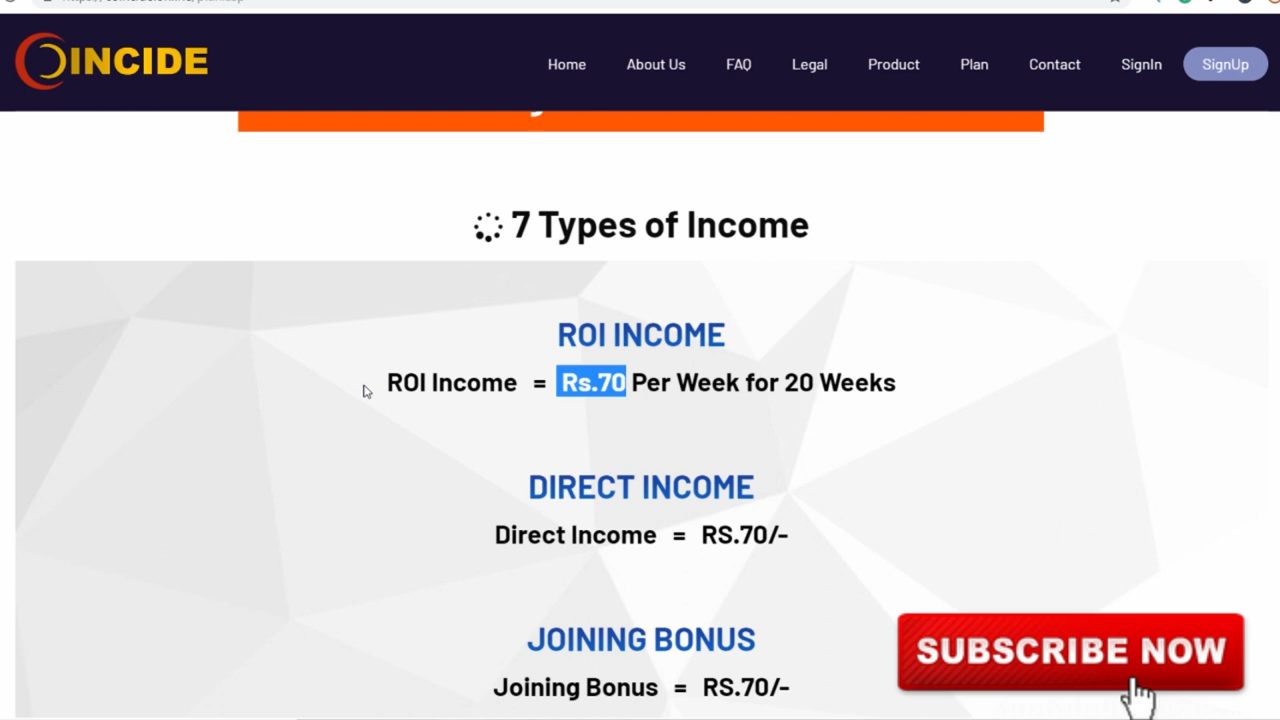 COINCIDE
Home About Us FAQ Legal Product Plan Contact SignIn SignUp
7 Types of Income
ROI INCOME
ROI Income = Rs.70 Per Week for 20 Weeks
DIRECT INCOME
Direct Income = RS.70/-
JOINING BONUS
Joining Bonus = RS.70/-
SUBSCRIBE NOW